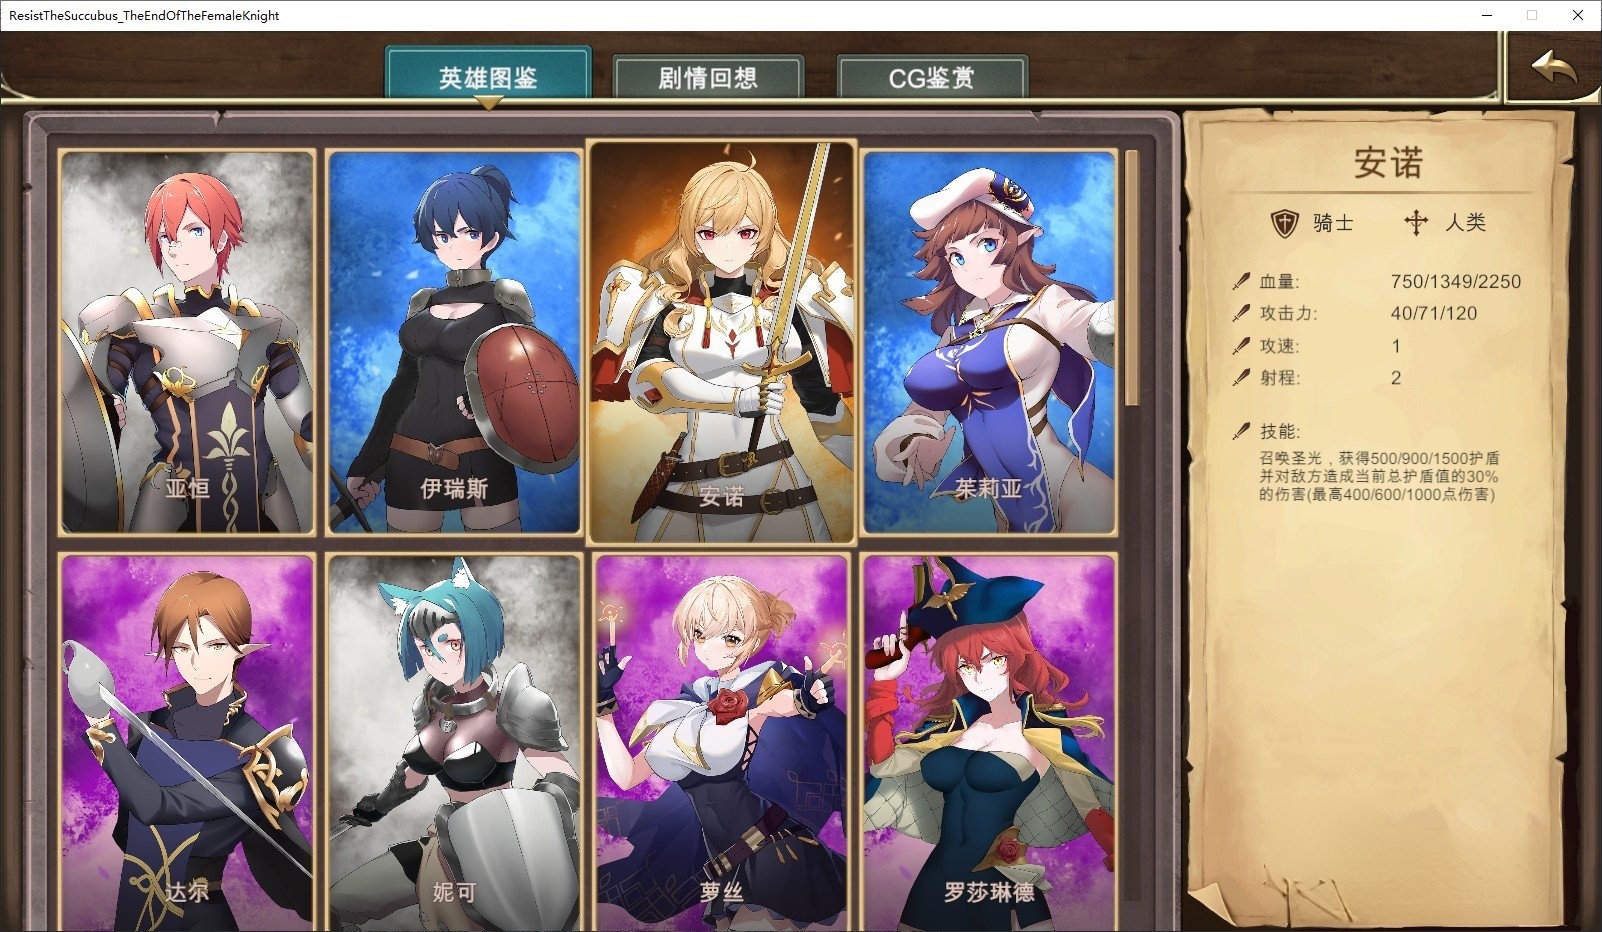 ResistTheSuccubus_TheEndOfTheFemaleKnight
英雄图鉴
剧情回想
CG鉴赏
亚恒
伊瑞斯
安诺
茱莉亚
达尔
妮可
萝丝
罗莎琳德
安诺
骑士
人类
血量: 750/1349/2250
攻击力: 40/71/120
攻速: 1
射程: 2
技能:
召唤圣光，获得500/900/1500护盾
并对敌方造成当前总护盾值的30%
的伤害(最高400/600/1000点伤害)